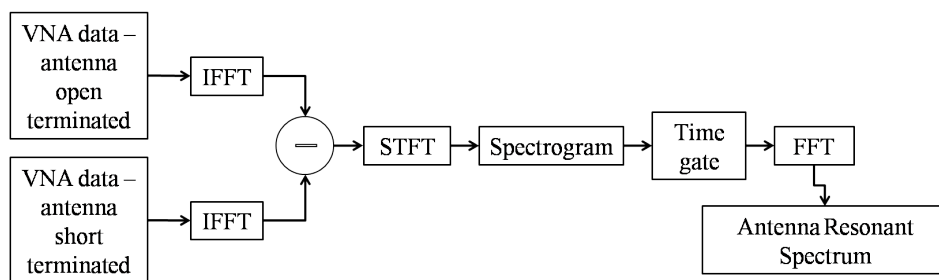 VNA data –
antenna
open
terminated
IFFT
VNA data –
antenna
short
terminated
IFFT
—
STFT
Spectrogram
Time
gate
FFT
Antenna Resonant
Spectrum